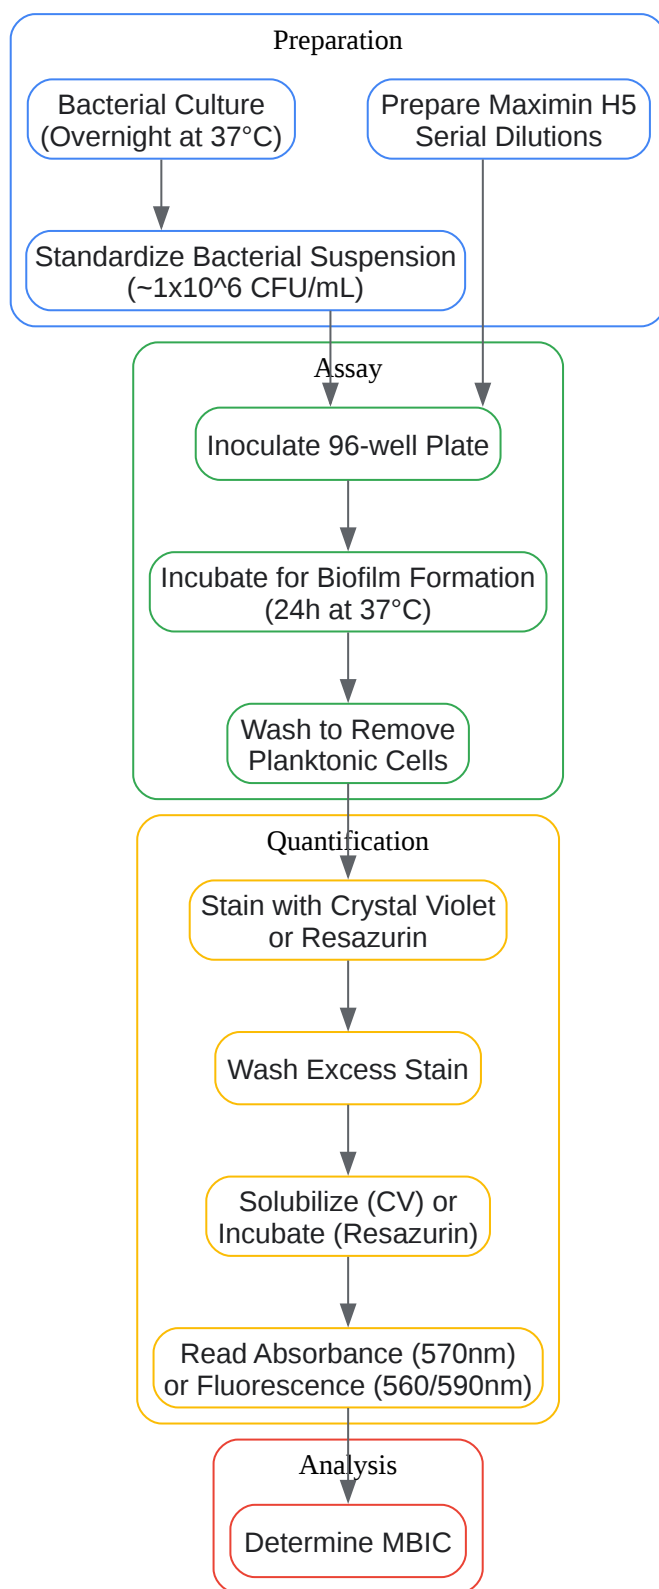 Preparation
Bacterial Culture
(Overnight at 37°C)
Prepare Maximin H5
Serial Dilutions
Standardize Bacterial Suspension
(~1x10^6 CFU/mL)
Assay
Inoculate 96-well Plate
Incubate for Biofilm Formation
(24h at 37°C)
Wash to Remove
Planktonic Cells
Quantification
Stain with Crystal Violet
or Resazurin
Wash Excess Stain
Solubilize (CV) or
Incubate (Resazurin)
Read Absorbance (570nm)
or Fluorescence (560/590nm)
Analysis
Determine MBIC